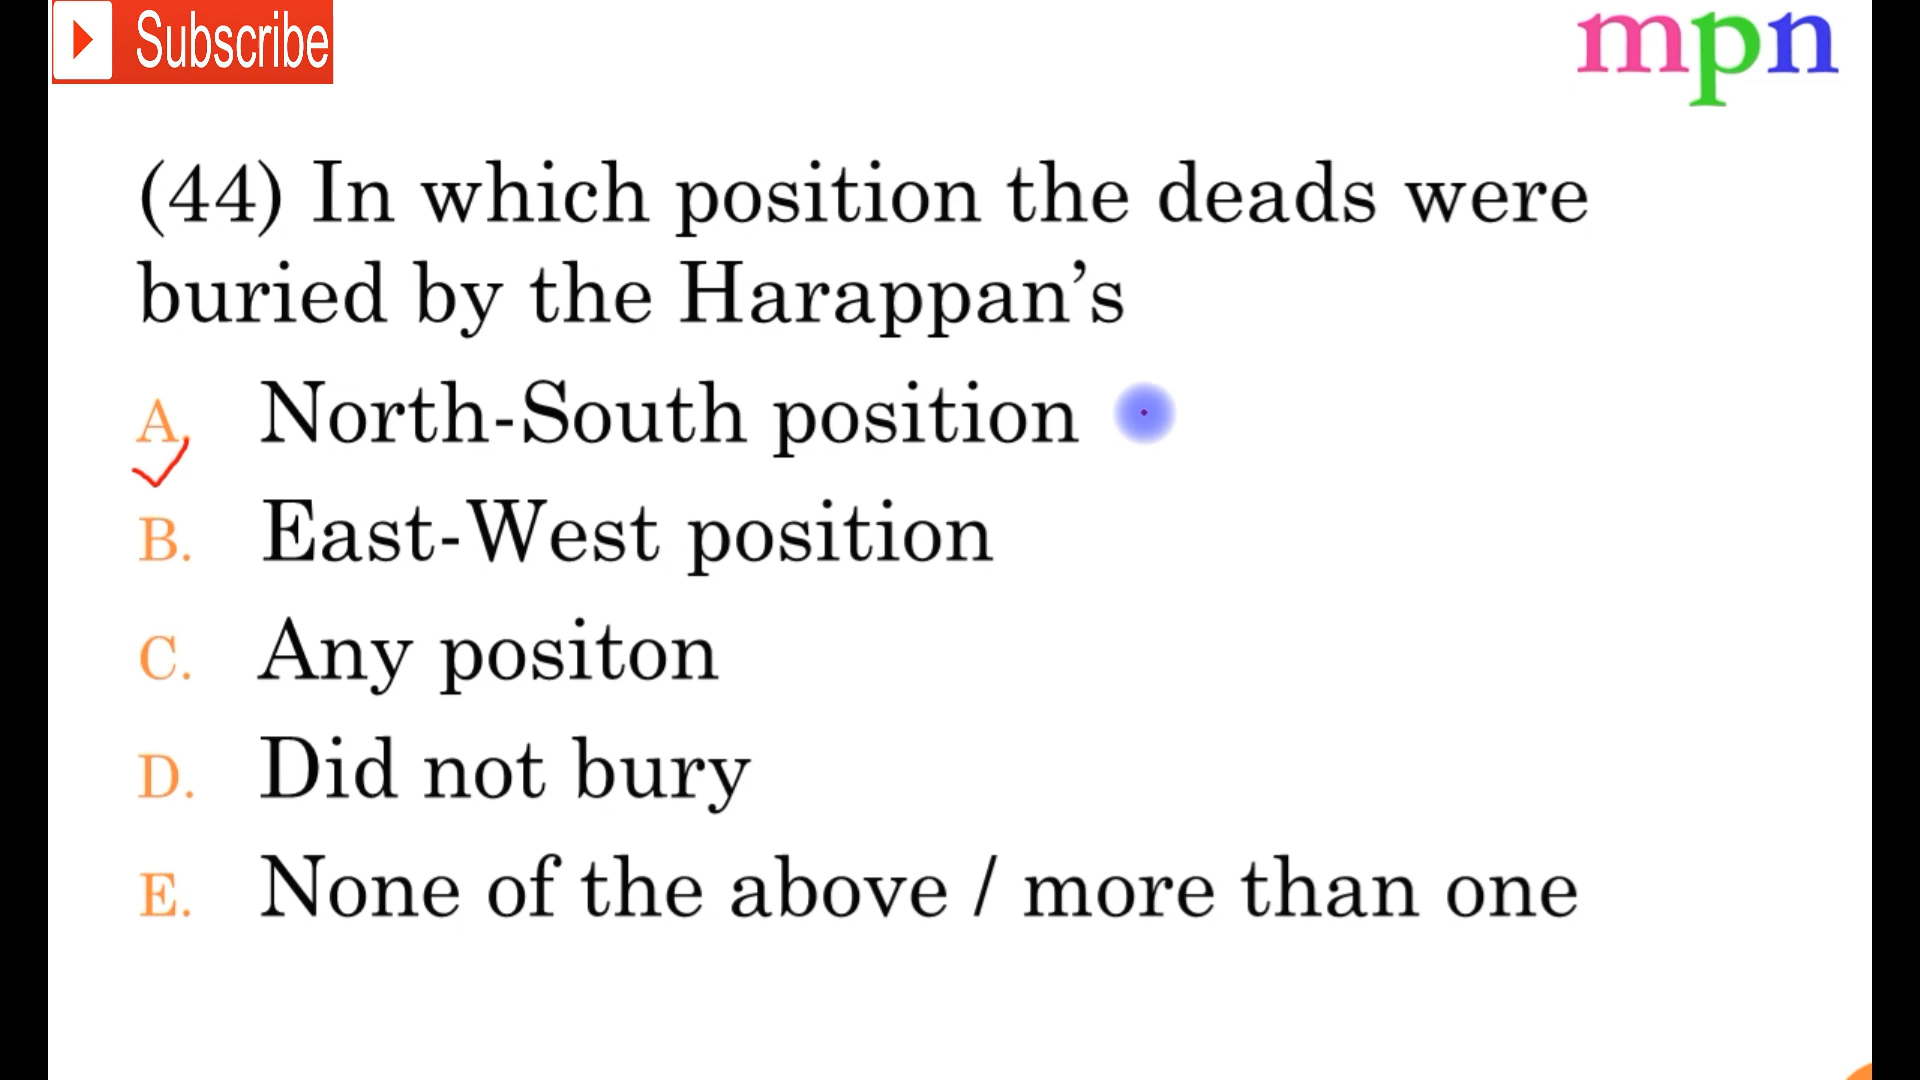 Subscribe
mpn
(44) In which position the deads were
buried by the Harappan’s
A. North-South position
B. East-West position
C. Any positon
D. Did not bury
E. None of the above / more than one